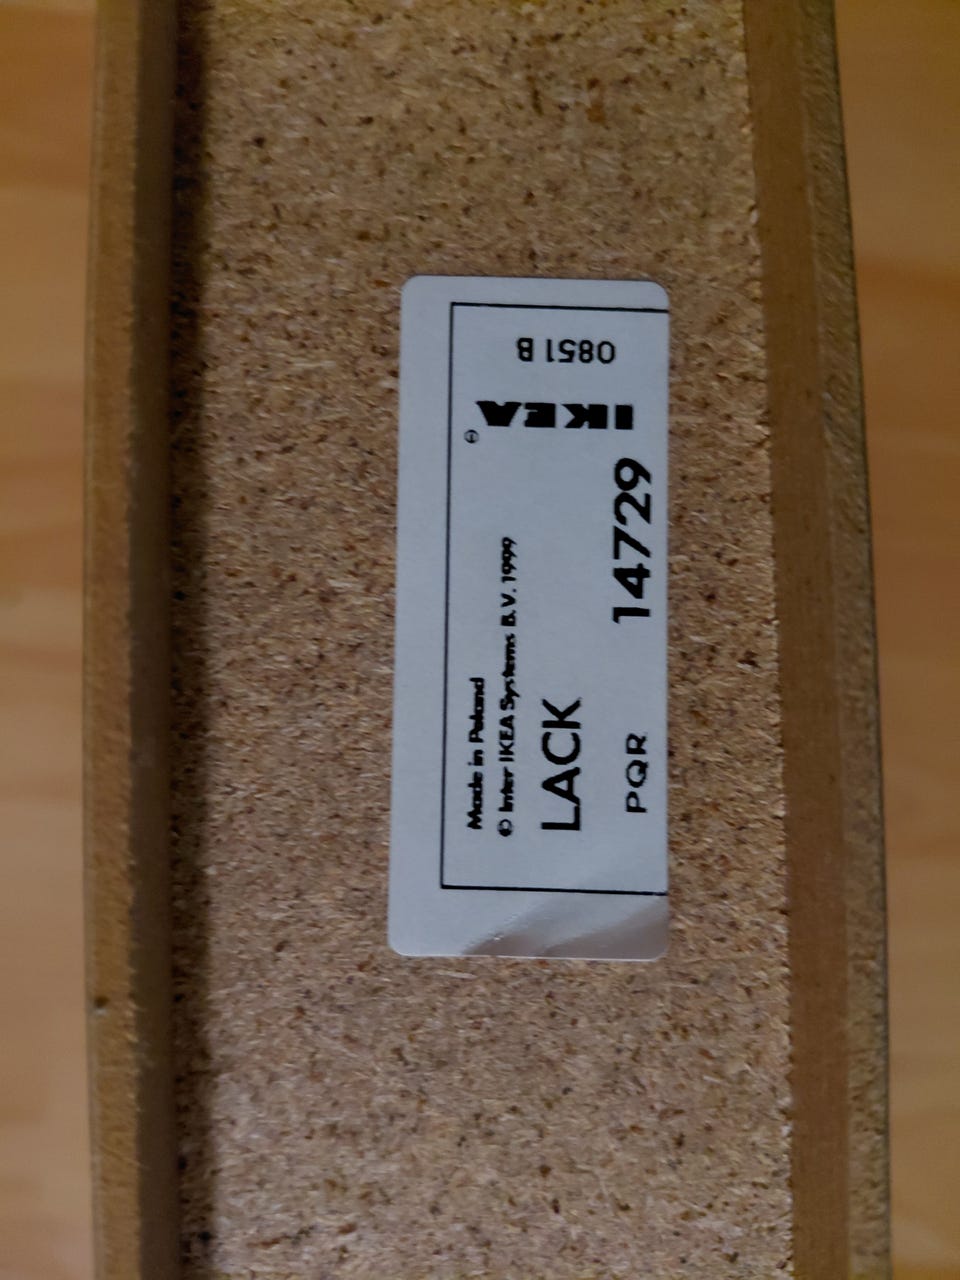 Made in Poland
© Inter IKEA Systems B.V. 1999
LACK
PQR 14729
IKEA®
0851 B